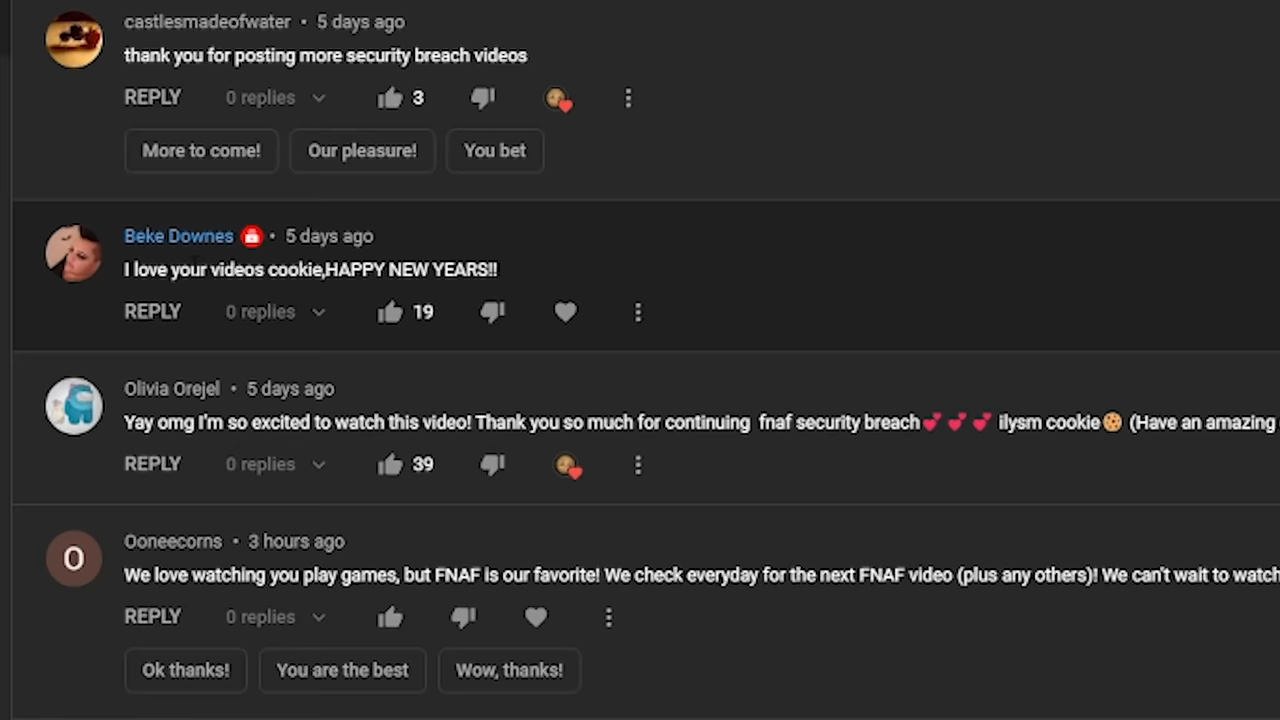 castlesmadeofwater • 5 days ago
thank you for posting more security breach videos
REPLY 0 replies 3
More to come! Our pleasure! You bet
Beke Downes • 5 days ago
I love your videos cookie,HAPPY NEW YEARS!!
REPLY 0 replies 19
Olivia Orejel • 5 days ago
Yay omg I'm so excited to watch this video! Thank you so much for continuing fnaf security breach💕 💕 💕 ilysm cookie🍪 (Have an amazing
REPLY 0 replies 39
O
Ooneecorns • 3 hours ago
We love watching you play games, but FNAF is our favorite! We check everyday for the next FNAF video (plus any others)! We can't wait to watch
REPLY 0 replies
Ok thanks! You are the best Wow, thanks!